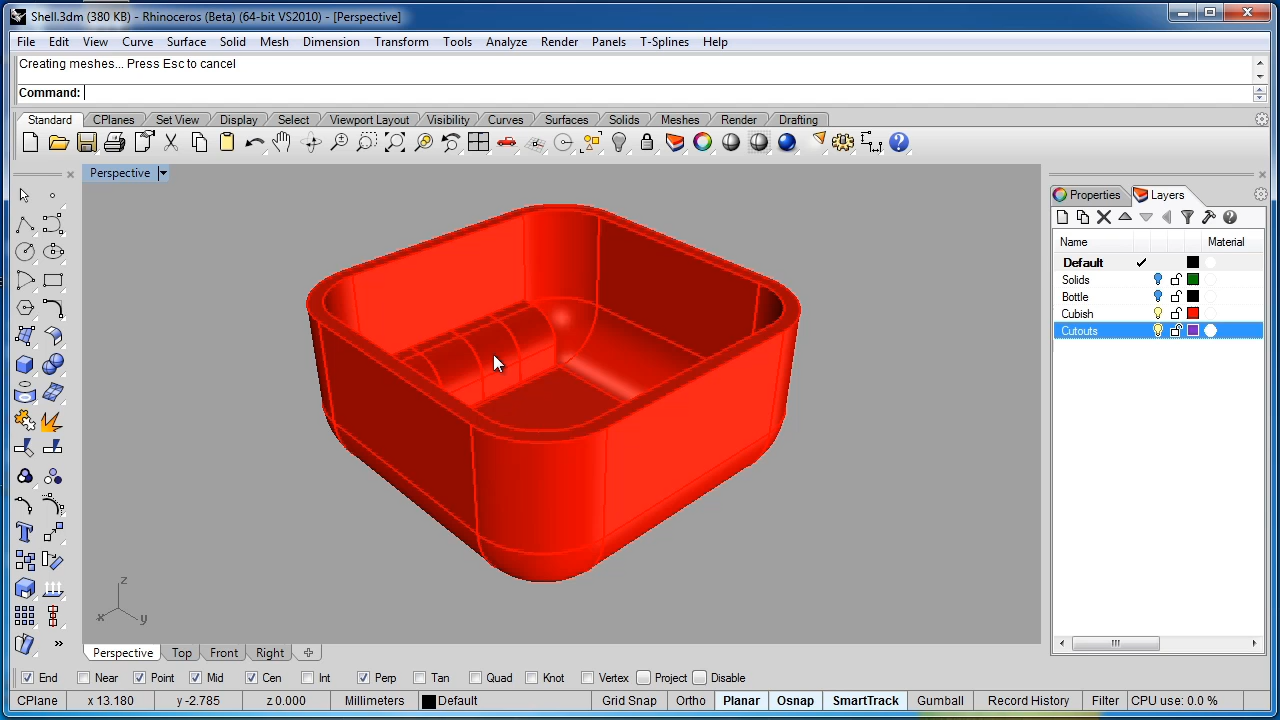 Shell.3dm (380 KB) - Rhinoceros (Beta) (64-bit VS2010) - [Perspective]
File Edit View Curve Surface Solid Mesh Dimension Transform Tools Analyze Render Panels T-Splines Help
Creating meshes... Press Esc to cancel
Command:
Standard CPlanes Set View Display Select Viewport Layout Visibility Curves Surfaces Solids Meshes Render Drafting
Perspective
Properties Layers
Name Material
Default
Solids
Bottle
Cubish
Cutouts
z
x y
Perspective Top Front Right
End Near Point Mid Cen Int Perp Tan Quad Knot Vertex Project Disable
CPlane x 13.180 y -2.785 z 0.000 Millimeters Default Grid Snap Ortho Planar Osnap SmartTrack Gumball Record History Filter CPU use: 0.0 %